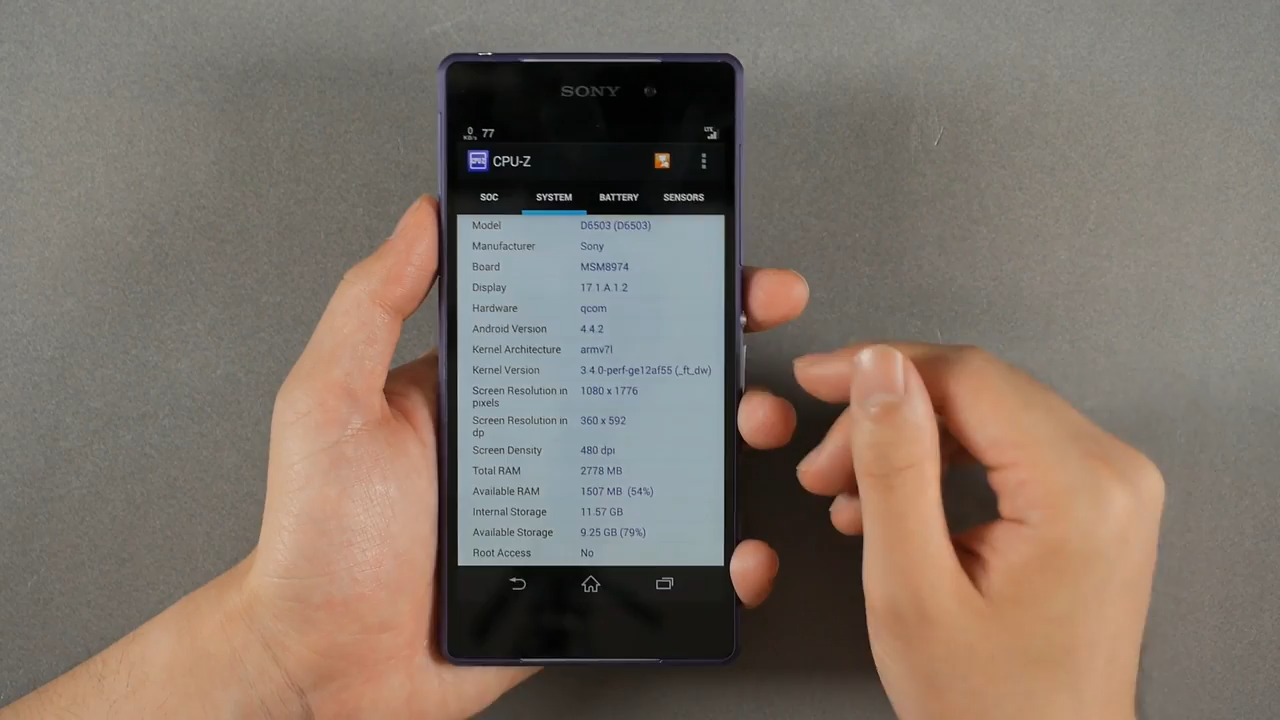 SONY
0 77
KB/s
LTE
CPU-Z
SOC SYSTEM BATTERY SENSORS
Model D6503 (D6503)
Manufacturer Sony
Board MSM8974
Display 17.1.A.1.2
Hardware qcom
Android Version 4.4.2
Kernel Architecture armv7l
Kernel Version 3.4.0-perf-ge12af55 (_ft_dw)
Screen Resolution in pixels 1080 x 1776
Screen Resolution in dp 360 x 592
Screen Density 480 dpi
Total RAM 2778 MB
Available RAM 1507 MB (54%)
Internal Storage 11.57 GB
Available Storage 9.25 GB (79%)
Root Access No